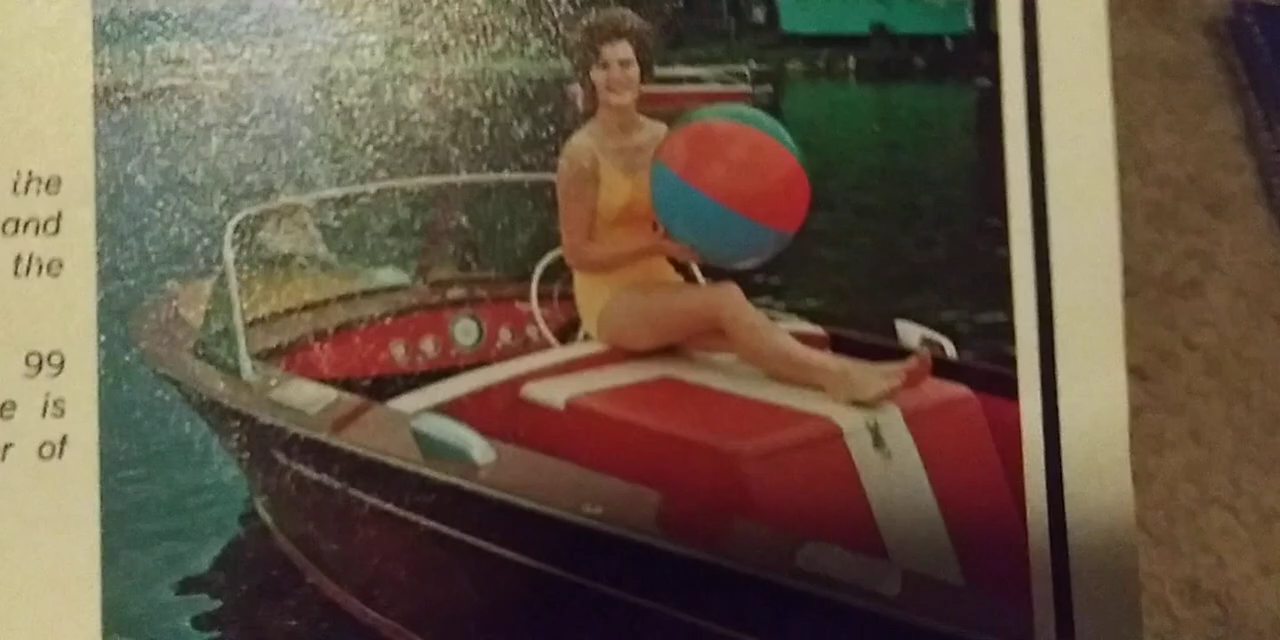 the
and
the
99
e is
r of